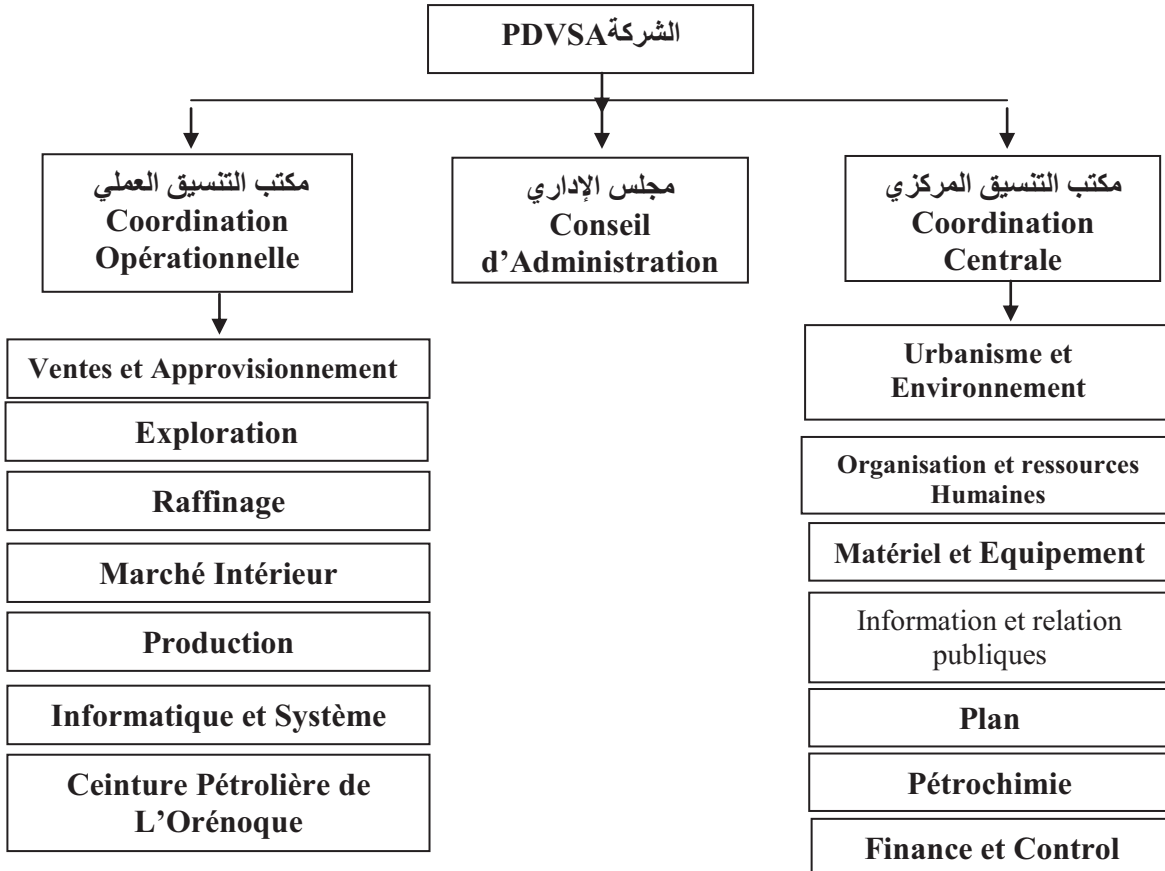 الشركة PDVSA
مكتب التنسيق العملي
Coordination
Opérationnelle
مجلس الإداري
Conseil
d’Administration
مكتب التنسيق المركزي
Coordination
Centrale
Ventes et Approvisionnement
Exploration
Raffinage
Marché Intérieur
Production
Informatique et Système
Ceinture Pétrolière de
L’Orénoque
Urbanisme et
Environnement
Organisation et ressources
Humaines
Matériel et Equipement
Information et relation
publiques
Plan
Pétrochimie
Finance et Control